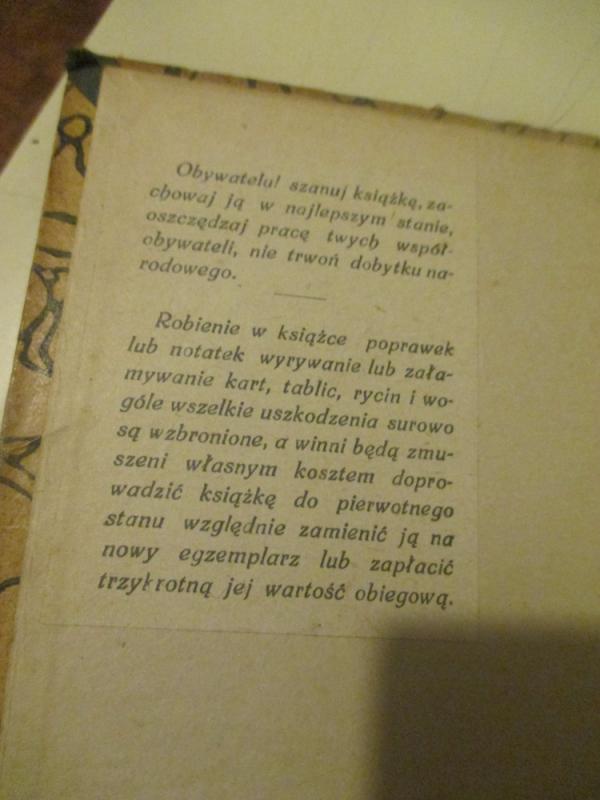 Obywatelu! szanuj książkę, za-
chowaj ją w najlepszym stanie,
oszczędzaj pracę twych współ-
obywateli, nie trwoń dobytku na-
rodowego.
Robienie w książce poprawek
lub notatek wyrywanie lub zała-
mywanie kart, tablic, rycin i wo-
góle wszelkie uszkodzenia surowo
są wzbronione, a winni będą zmu-
szeni własnym kosztem dopro-
wadzić książkę do pierwotnego
stanu względnie zamienić ją na
nowy egzemplarz lub zapłacić
trzykrotną jej wartość obiegową.